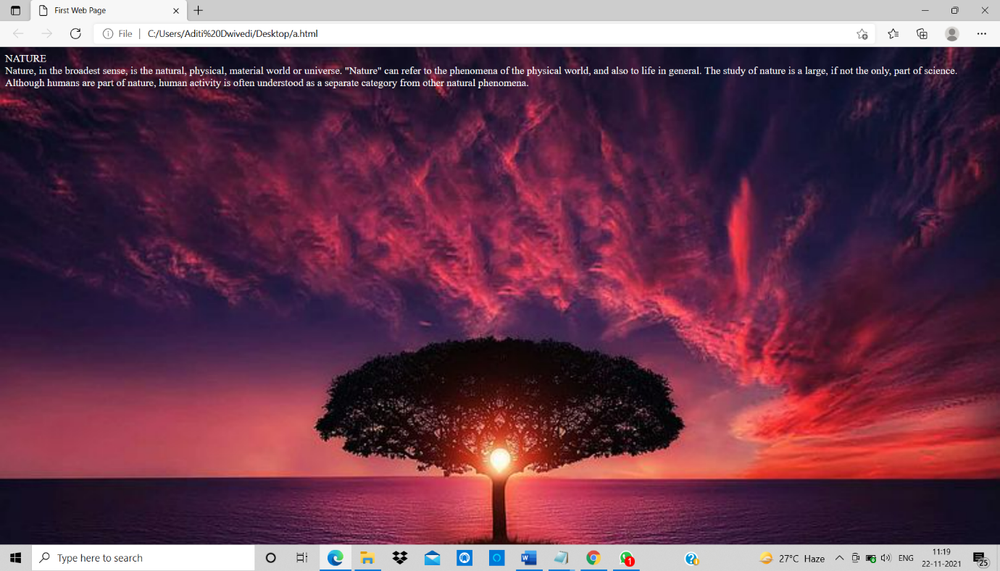 First Web Page
File
C:/Users/Aditi%20Dwivedi/Desktop/a.html
NATURE
Nature, in the broadest sense, is the natural, physical, material world or universe. "Nature" can refer to the phenomena of the physical world, and also to life in general. The study of nature is a large, if not the only, part of science.
Although humans are part of nature, human activity is often understood as a separate category from other natural phenomena.
Type here to search
1
27°C Haze
ENG
11:19
22-11-2021
25